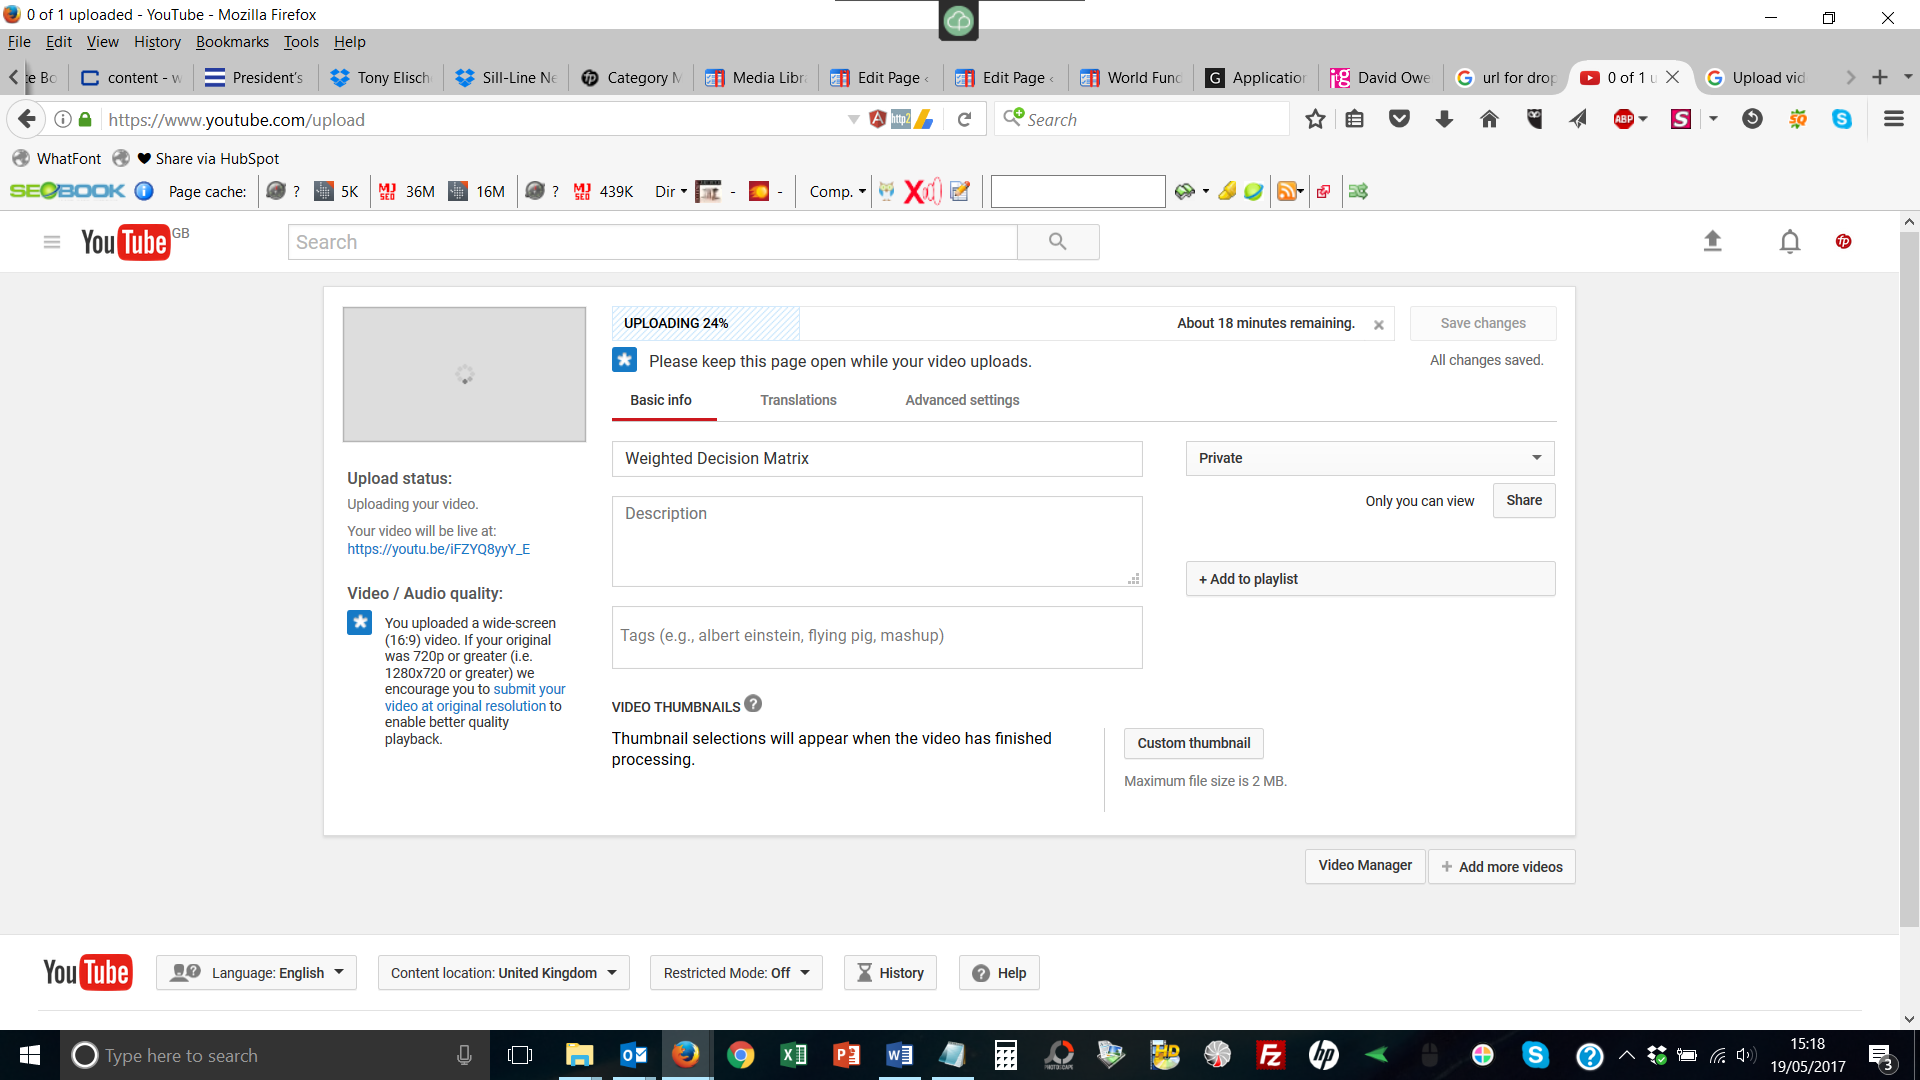 0 of 1 uploaded - YouTube - Mozilla Firefox
File Edit View History Bookmarks Tools Help
:e Bo content - w President's Tony Elisch Sill-Line Ne Category M Media Libra Edit Page ‹ Edit Page ‹ World Fund Application David Owe url for drop 0 of 1 u Upload vid
https://www.youtube.com/upload
Search
WhatFont Share via HubSpot
SEOBOOK Page cache: ? 5K 36M 16M ? 439K Dir - - Comp.
YouTube GB
Search
UPLOADING 24% About 18 minutes remaining. Save changes
Please keep this page open while your video uploads. All changes saved.
Basic info Translations Advanced settings
Weighted Decision Matrix
Private
Description
Only you can view Share
+ Add to playlist
Tags (e.g., albert einstein, flying pig, mashup)
Upload status:
Uploading your video.
Your video will be live at:
https://youtu.be/iFZYQ8yyY_E
Video / Audio quality:
You uploaded a wide-screen
(16:9) video. If your original
was 720p or greater (i.e.
1280x720 or greater) we
encourage you to submit your
video at original resolution to
enable better quality
playback.
VIDEO THUMBNAILS ?
Thumbnail selections will appear when the video has finished
processing.
Custom thumbnail
Maximum file size is 2 MB.
Video Manager + Add more videos
YouTube Language: English Content location: United Kingdom Restricted Mode: Off History Help
Type here to search
15:18
19/05/2017
3